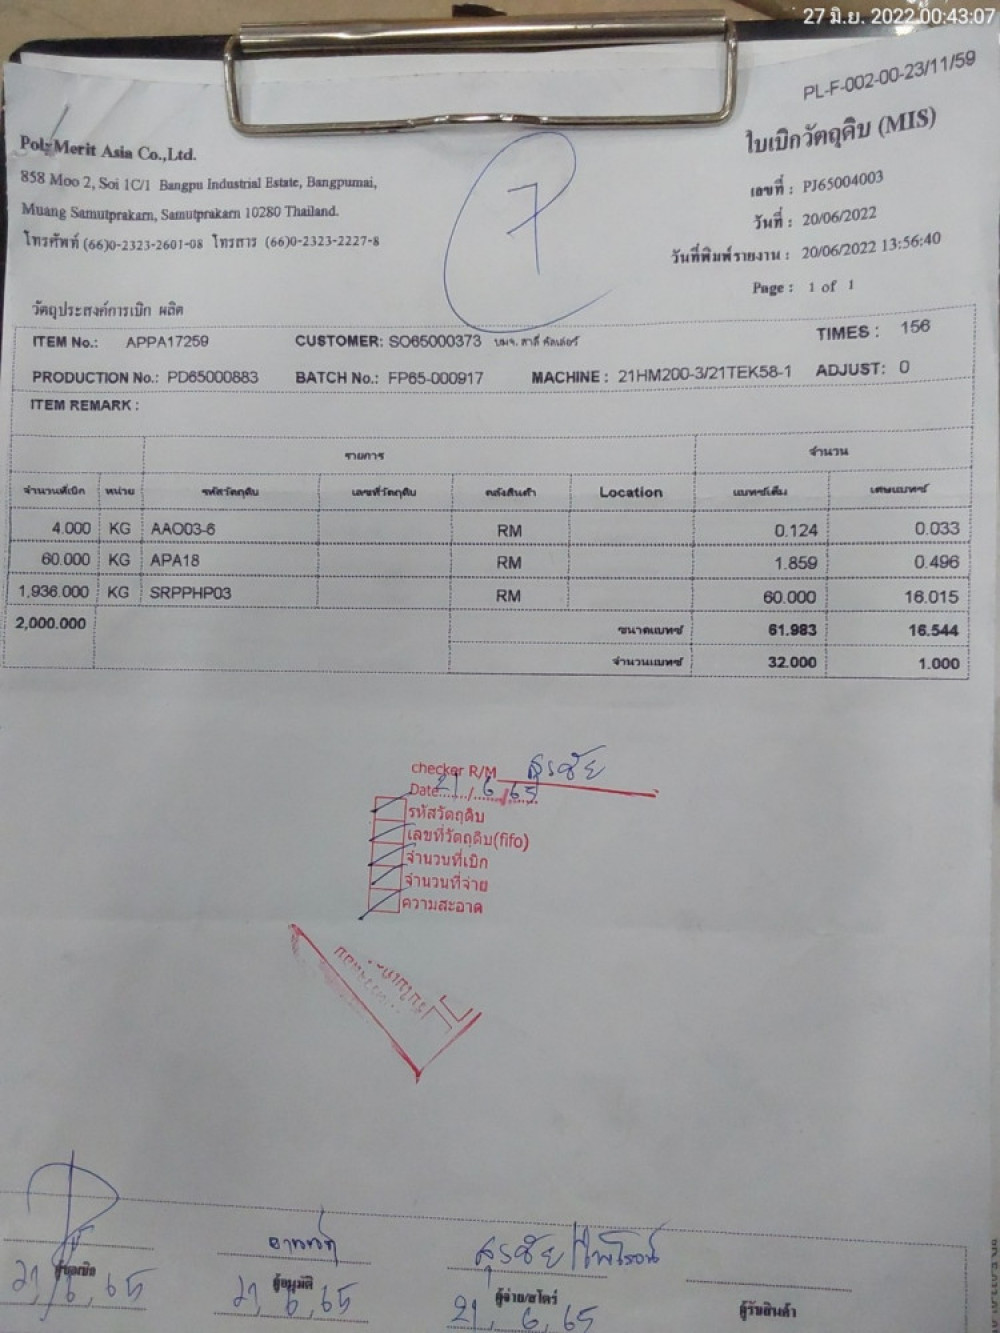 27 มิ.ย. 2022 00:43:07
PL-F-002-00-23/11/59
ใบเบิกวัตถุดิบ (MIS)
PolyMerit Asia Co.,Ltd.
858 Moo 2, Soi 1C/1 Bangpu Industrial Estate, Bangpumai,
Muang Samutprakarn, Samutprakarn 10280 Thailand.
โทรศัพท์ (66)0-2323-2601-08 โทรสาร (66)0-2323-2227-8
7
เลขที่ : PJ65004003
วันที่ : 20/06/2022
วันที่พิมพ์รายงาน : 20/06/2022 13:56:40
Page : 1 of 1
วัตถุประสงค์การเบิก ผลิต
ITEM No.: APPA17259 CUSTOMER: SO65000373 บมจ. สาลี่ คัลเล่อร์ TIMES : 156
PRODUCTION No.: PD65000883 BATCH No.: FP65-000917 MACHINE : 21HM200-3/21TEK58-1 ADJUST: 0
ITEM REMARK :
รายการ จำนวน
จำนวนที่เบิก หน่วย รหัสวัตถุดิบ เลขที่วัตถุดิบ คลังสินค้า Location แบทช์เต็ม เศษแบทช์
4.000 KG AAO03-6 RM 0.124 0.033
60.000 KG APA18 RM 1.859 0.496
1,936.000 KG SRPPHP03 RM 60.000 16.015
2,000.000 ขนาดแบทช์ 61.983 16.544
จำนวนแบทช์ 32.000 1.000
checker R/M สุรชัย
Date 21/6/65
รหัสวัตถุดิบ
เลขที่วัตถุดิบ(fifo)
จำนวนที่เบิก
จำนวนที่จ่าย
ความสะอาด
สุรชัย/ไพโรจน์
ผู้ขอเบิก ผู้อนุมัติ ผู้จ่าย/สโตร์ ผู้รับสินค้า
21/6/65 21/6/65 21/6/65